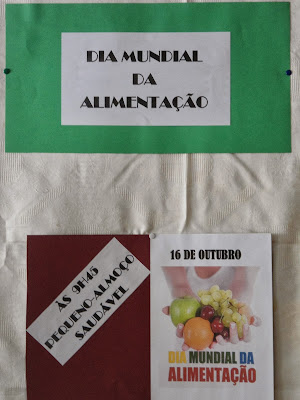 DIA MUNDIAL
DA
ALIMENTAÇÃO
ÀS 9H45
PEQUENO-ALMOÇO
SAUDÁVEL
16 DE OUTUBRO
DIA MUNDIAL DA
ALIMENTAÇÃO